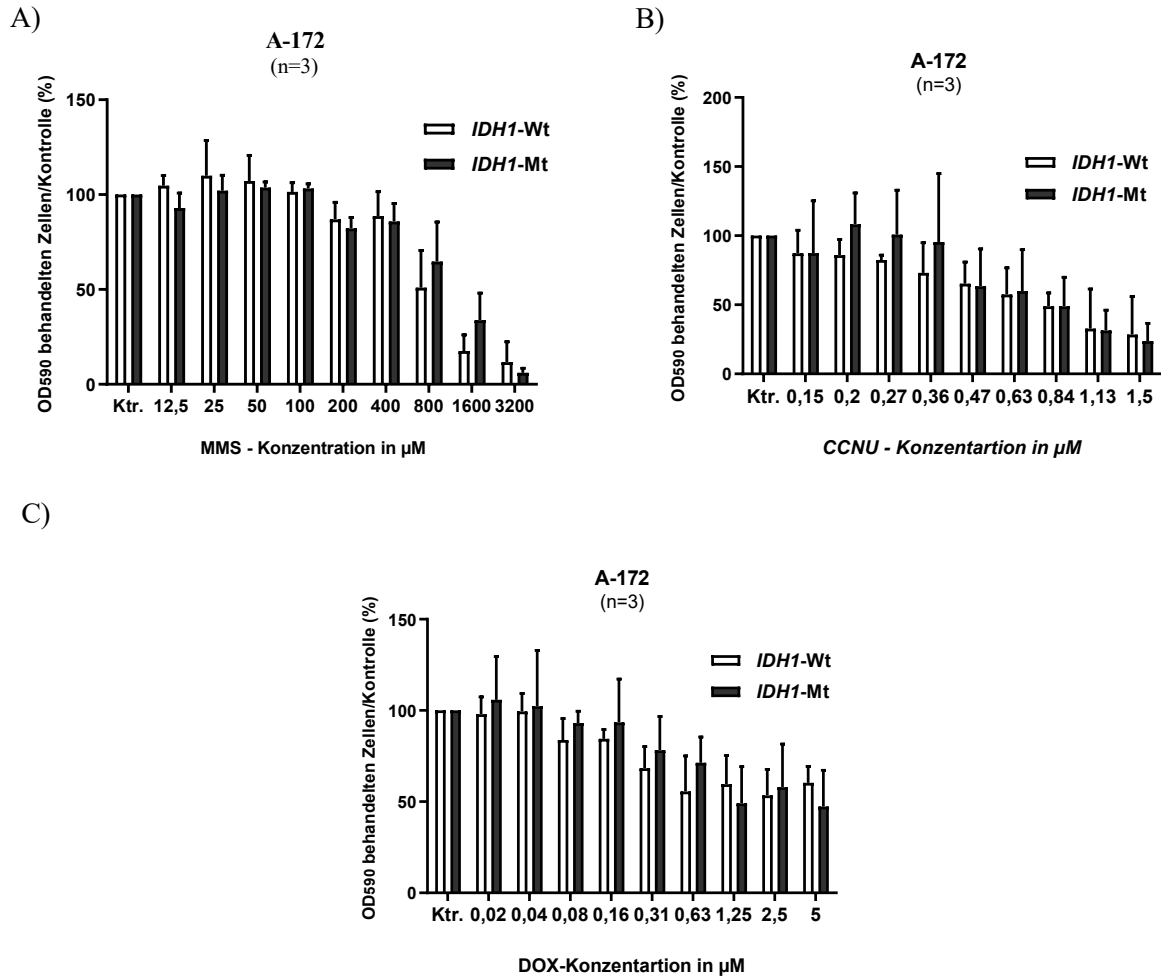 A)
A-172
(n=3)
OD590 behandelten Zellen/Kontrolle (%)
150
100
50
0
IDH1-Wt
IDH1-Mt
Ktr. 12,5 25 50 100 200 400 800 1600 3200
MMS - Konzentration in µM
B)
A-172
(n=3)
OD590 behandelten Zellen/Kontrolle (%)
200
150
100
50
0
IDH1-Wt
IDH1-Mt
Ktr. 0,15 0,2 0,27 0,36 0,47 0,63 0,84 1,13 1,5
CCNU - Konzentartion in µM
C)
A-172
(n=3)
OD590 behandelten Zellen/Kontrolle (%)
150
100
50
0
IDH1-Wt
IDH1-Mt
Ktr. 0,02 0,04 0,08 0,16 0,31 0,63 1,25 2,5 5
DOX-Konzentartion in µM